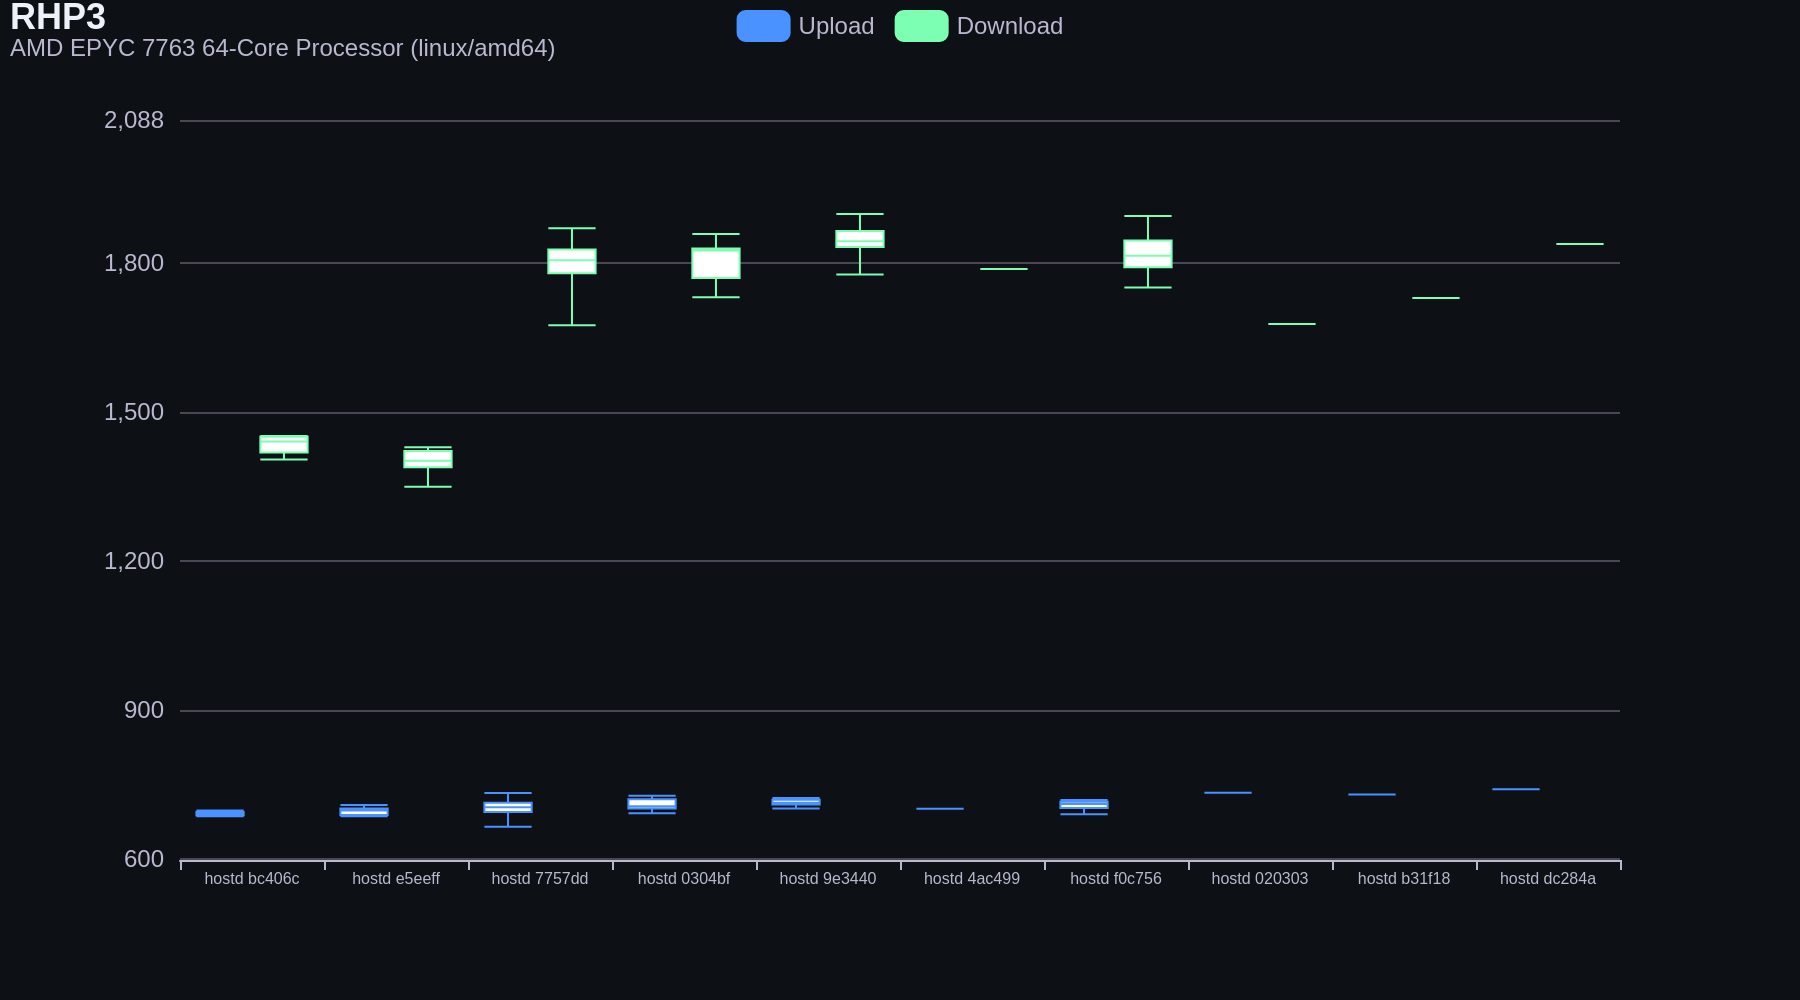 RHP3
AMD EPYC 7763 64-Core Processor (linux/amd64)
Upload Download
2,088
1,800
1,500
1,200
900
600
hostd bc406c hostd e5eeff hostd 7757dd hostd 0304bf hostd 9e3440 hostd 4ac499 hostd f0c756 hostd 020303 hostd b31f18 hostd dc284a